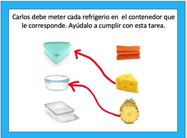 Carlos debe meter cada refrigerio en el contenedor que
le corresponde. Ayúdalo a cumplir con esta tarea.